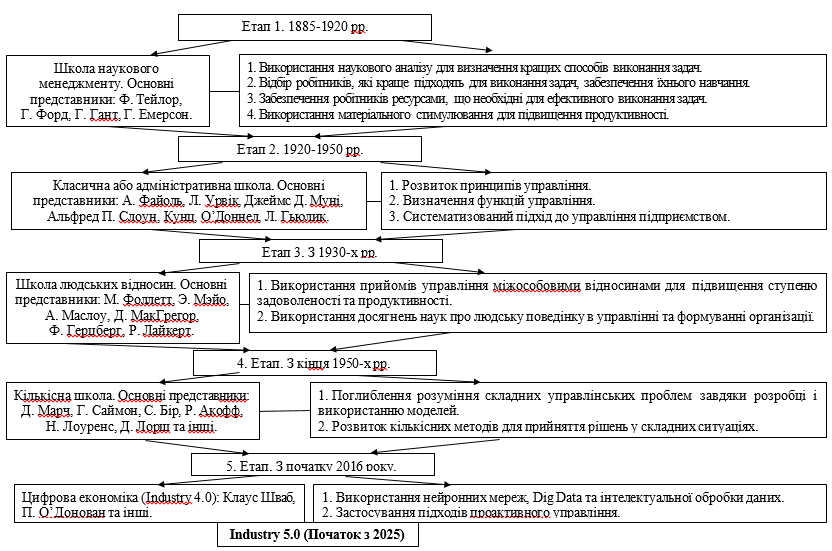 Етап 1. 1885-1920 рр.
Школа наукового
менеджменту. Основні
представники: Ф. Тейлор,
Г. Форд, Г. Гант, Г. Емерсон.
1. Використання наукового аналізу для визначення кращих способів виконання задач.
2. Відбір робітників, які краще підходять для виконання задач, забезпечення їхнього навчання.
3. Забезпечення робітників ресурсами, що необхідні для ефективного виконання задач.
4. Використання матеріального стимулювання для підвищення продуктивності.
Етап 2. 1920-1950 рр.
Класична або адміністративна школа. Основні
представники: А. Файоль, Л. Урвік, Джеймс Д. Муні,
Альфред П. Слоун, Кунц, О’Доннел, Л. Гьюлик.
1. Розвиток принципів управління.
2. Визначення функцій управління.
3. Систематизований підхід до управління підприємством.
Етап 3. З 1930-х рр.
Школа людських відносин. Основні
представники: М. Фоллетт, Э. Мэйо,
А. Маслоу, Д. МакГрегор,
Ф. Герцберг, Р. Лайкерт.
1. Використання прийомів управління міжособовими відносинами для підвищення ступеню
задоволеності та продуктивності.
2. Використання досягнень наук про людську поведінку в управлінні та формуванні організації.
4. Етап. З кінця 1950-х рр.
Кількісна школа. Основні представники:
Д. Марч, Г. Саймон, С. Бір, Р. Акофф,
Н. Лоуренс, Д. Лорш та інші.
1. Поглиблення розуміння складних управлінських проблем завдяки розробці і
використанню моделей.
2. Розвиток кількісних методів для прийняття рішень у складних ситуаціях.
5. Етап. З початку 2016 року.
Цифрова економіка (Industry 4.0): Клаус Шваб,
П. О’Донован та інші.
1. Використання нейронних мереж, Dig Data та інтелектуальної обробки даних.
2. Застосування підходів проактивного управління.
Industry 5.0 (Початок з 2025)